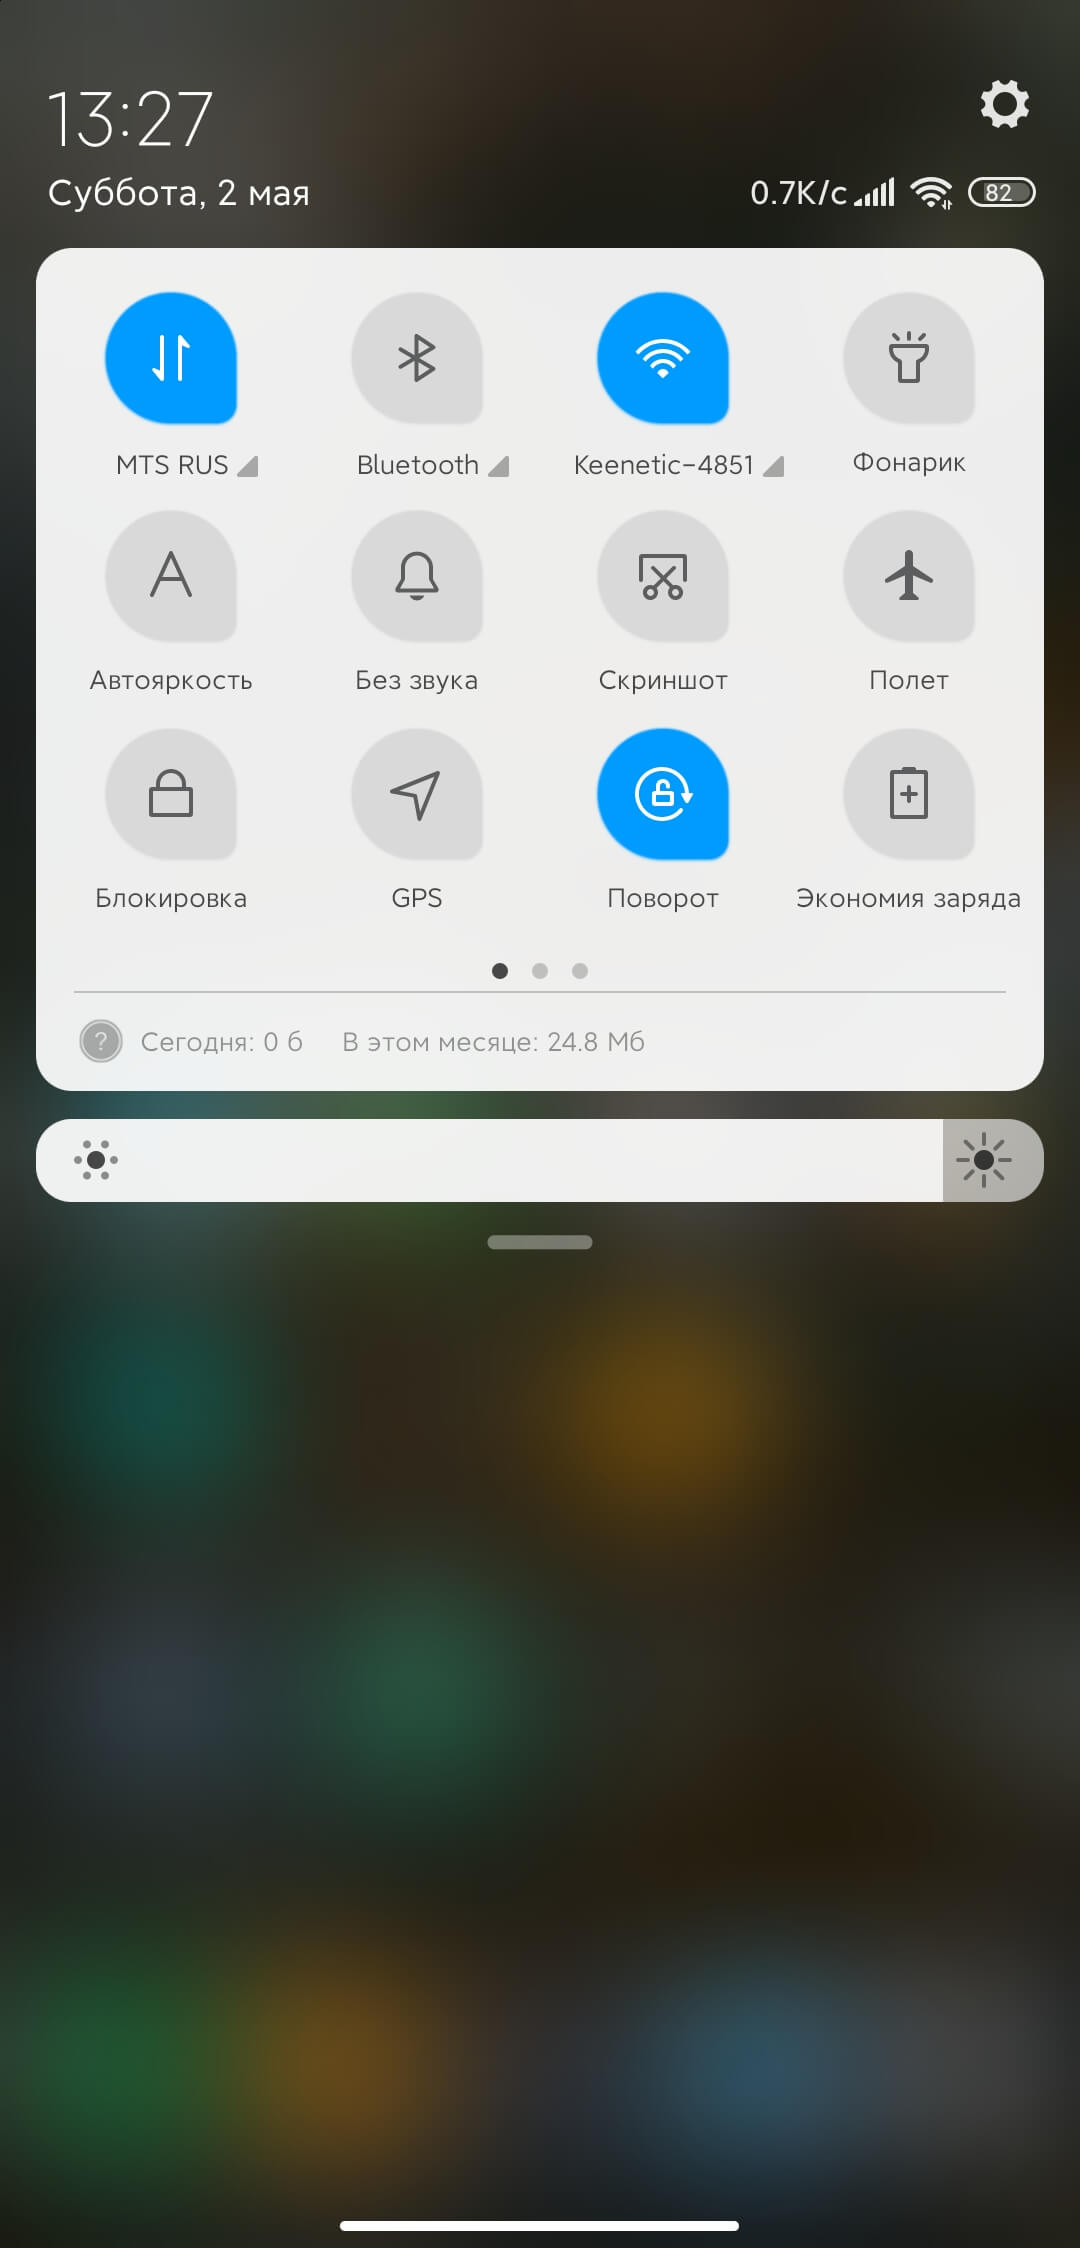 13:27
Суббота, 2 мая
0.7K/c 82
MTS RUS Bluetooth Keenetic-4851 Фонарик
Автояркость Без звука Скриншот Полет
Блокировка GPS Поворот Экономия заряда
? Сегодня: 0 б В этом месяце: 24.8 Мб